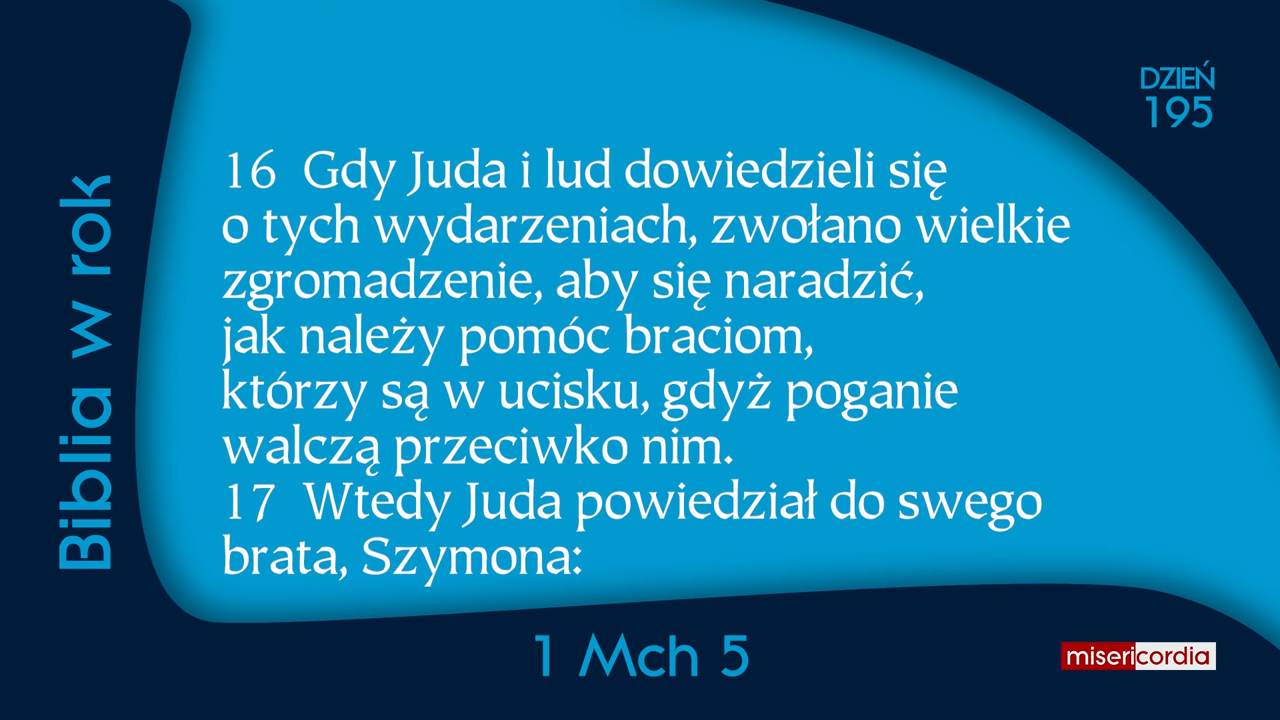 DZIEŃ
195
Biblia w rok
16 Gdy Juda i lud dowiedzieli się
o tych wydarzeniach, zwołano wielkie
zgromadzenie, aby się naradzić,
jak należy pomóc braciom,
którzy są w ucisku, gdyż poganie
walczą przeciwko nim.
17 Wtedy Juda powiedział do swego
brata, Szymona:
1 Mch 5
misericordia